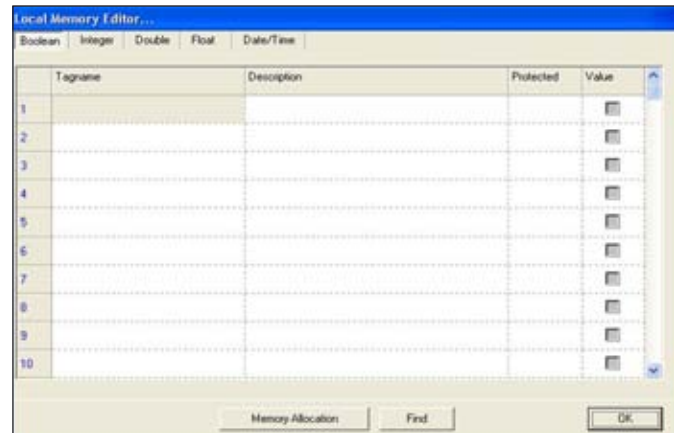 Local Memory Editor...
Boolean Integer Double Float Date/Time
Tagname Description Protected Value
1
2
3
4
5
6
7
8
9
10
Memory Allocation Find OK